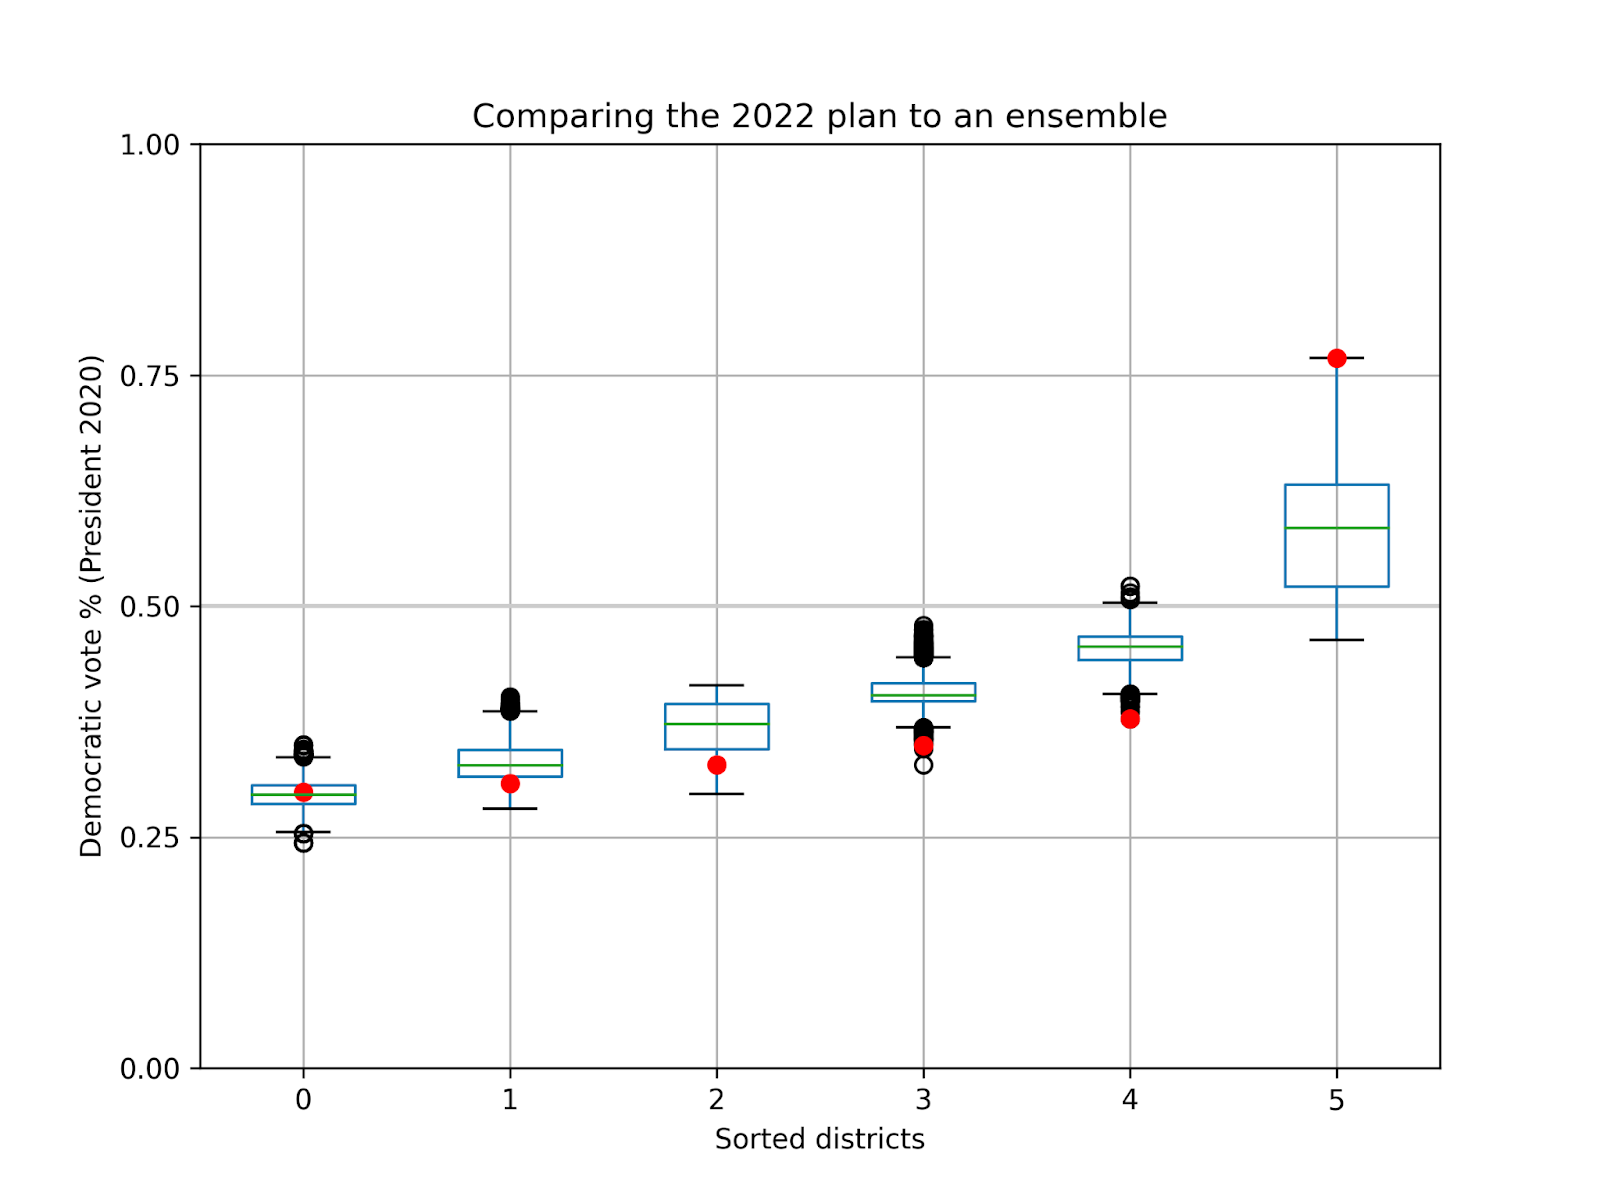 Comparing the 2022 plan to an ensemble
1.00
0.75
0.50
0.25
0.00
Democratic vote % (President 2020)
0 1 2 3 4 5
Sorted districts